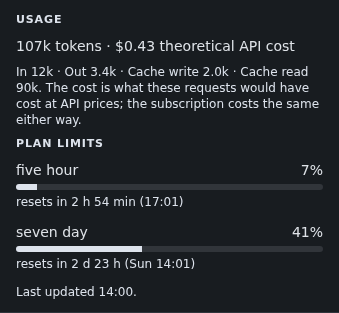 USAGE
107k tokens · $0.43 theoretical API cost
In 12k · Out 3.4k · Cache write 2.0k · Cache read
90k. The cost is what these requests would have
cost at API prices; the subscription costs the same
either way.
PLAN LIMITS
five hour 7%
resets in 2 h 54 min (17:01)
seven day 41%
resets in 2 d 23 h (Sun 14:01)
Last updated 14:00.